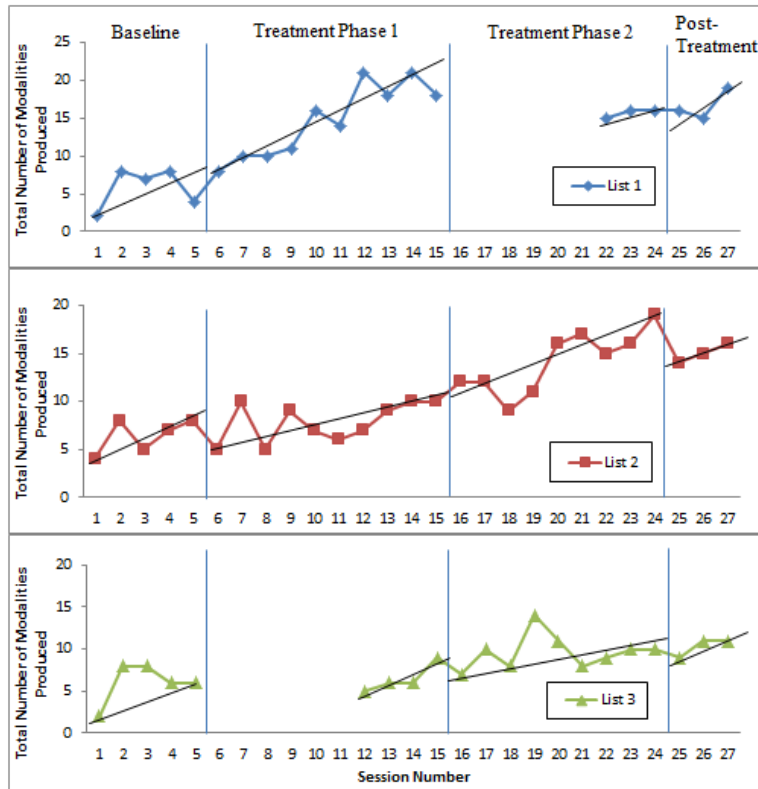 Baseline
Treatment Phase 1
Treatment Phase 2
Post-
Treatment
Total Number of Modalities
Produced
25
20
15
10
5
0
1 2 3 4 5 6 7 8 9 10 11 12 13 14 15 16 17 18 19 20 21 22 23 24 25 26 27
List 1
Total Number of Modalities
Produced
20
15
10
5
0
1 2 3 4 5 6 7 8 9 10 11 12 13 14 15 16 17 18 19 20 21 22 23 24 25 26 27
List 2
Total Number of Modalities
Produced
20
15
10
5
0
1 2 3 4 5 6 7 8 9 10 11 12 13 14 15 16 17 18 19 20 21 22 23 24 25 26 27
List 3
Session Number